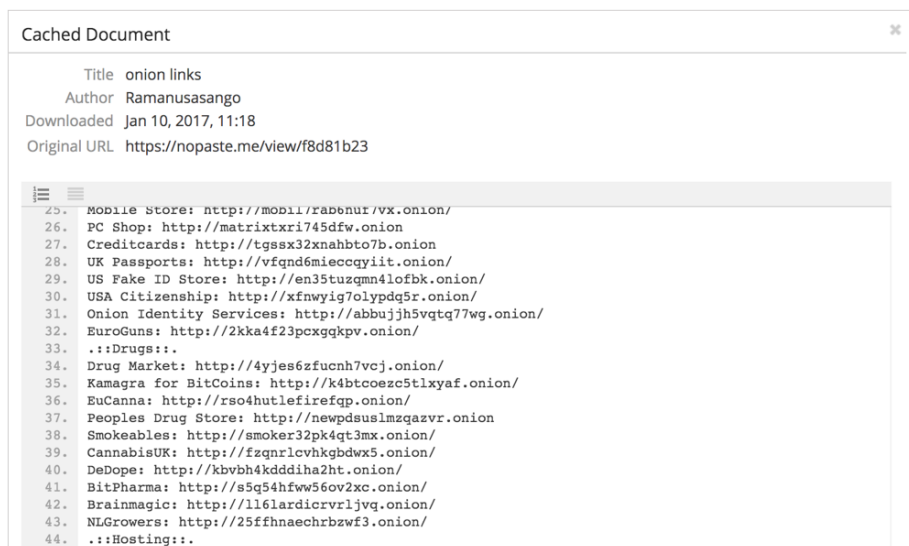 Cached Document
Title onion links
Author Ramanusasango
Downloaded Jan 10, 2017, 11:18
Original URL https://nopaste.me/view/f8d81b23
25. Mobile Store: http://mobil7rab6nuf7vx.onion/
26. PC Shop: http://matrixtxri745dfw.onion
27. Creditcards: http://tgssx32xnahbto7b.onion
28. UK Passports: http://vfqnd6mieccqyiit.onion/
29. US Fake ID Store: http://en35tuzqmn4lofbk.onion/
30. USA Citizenship: http://xfnwyig7olypdq5r.onion/
31. Onion Identity Services: http://abbujjh5vqtq77wg.onion/
32. EuroGuns: http://2kka4f23pcxgqkpv.onion/
33. .::Drugs::.
34. Drug Market: http://4yjes6zfucnh7vcj.onion/
35. Kamagra for BitCoins: http://k4btcoezc5tlxyaf.onion/
36. EuCanna: http://rso4hutlefirefqp.onion/
37. Peoples Drug Store: http://newpdsuslmzqazvr.onion
38. Smokeables: http://smoker32pk4qt3mx.onion/
39. CannabisUK: http://fzqnrlcvhkgbdwx5.onion/
40. DeDope: http://kbvbh4kdddiha2ht.onion/
41. BitPharma: http://s5q54hfww56ov2xc.onion/
42. Brainmagic: http://ll6lardicrvrljvq.onion/
43. NLGrowers: http://25ffhnaechrbzwf3.onion/
44. .::Hosting::.